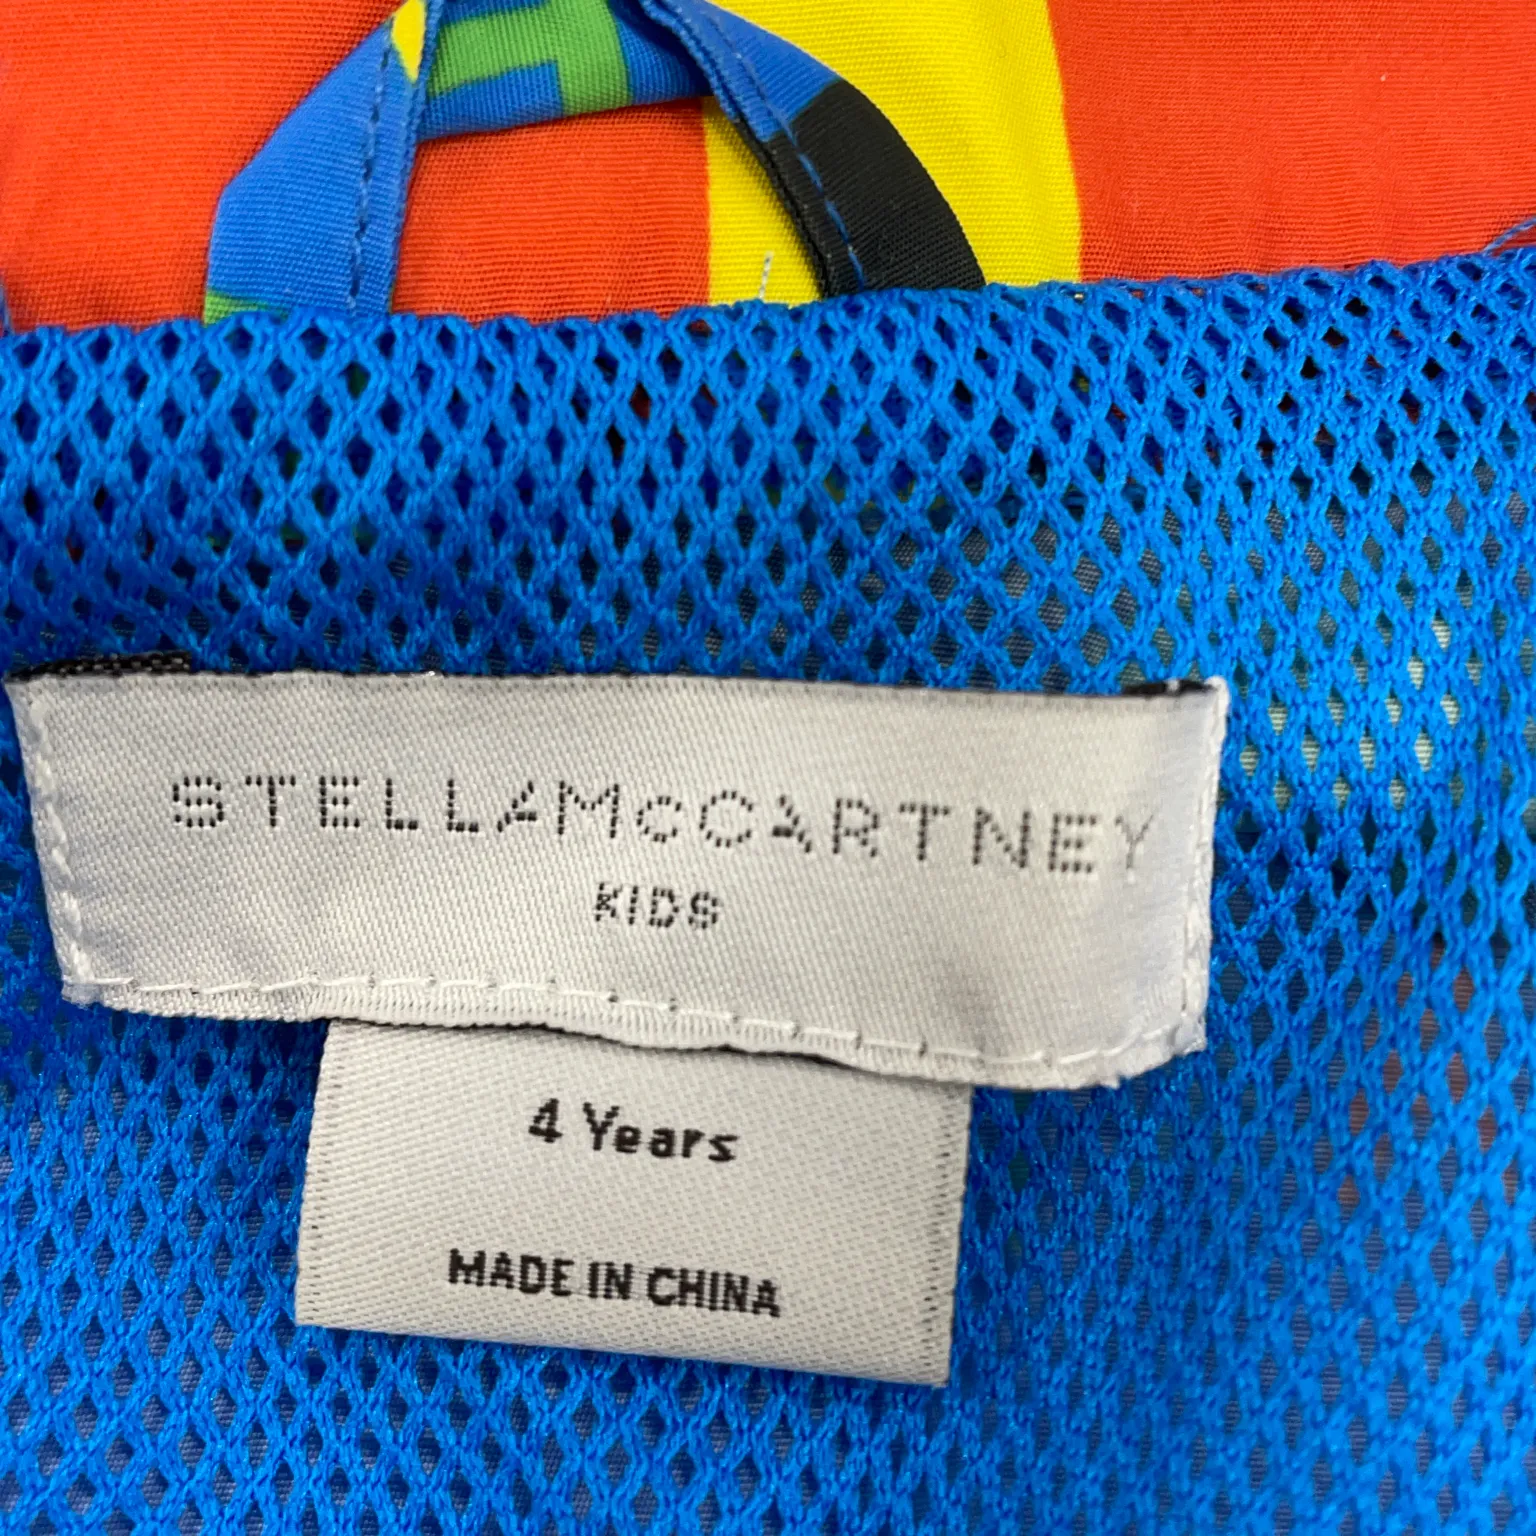 STELLAMcCARTNEY
KIDS
4 Years
MADE IN CHINA